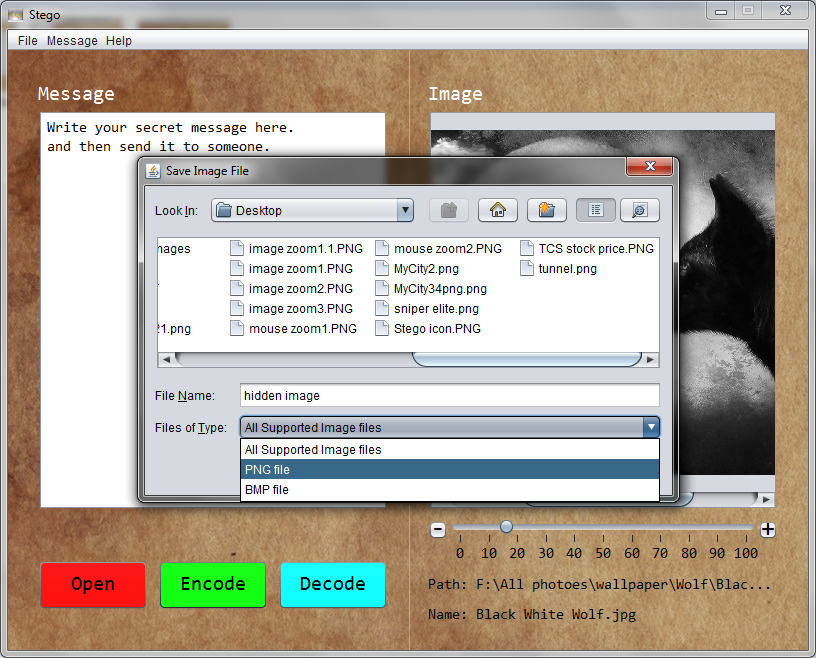 Stego
File Message Help
Message
Write your secret message here.
and then send it to someone.
Image
Save Image File
Look In: Desktop
image zoom1.1.PNG
image zoom1.PNG
image zoom2.PNG
image zoom3.PNG
mouse zoom1.PNG
mouse zoom2.PNG
MyCity2.png
MyCity34png.png
sniper elite.png
Stego icon.PNG
TCS stock price.PNG
tunnel.png
File Name: hidden image
Files of Type: All Supported Image files
All Supported Image files
PNG file
BMP file
0 10 20 30 40 50 60 70 80 90 100
Open Encode Decode
Path: F:\All photoes\wallpaper\Wolf\Blac...
Name: Black White Wolf.jpg